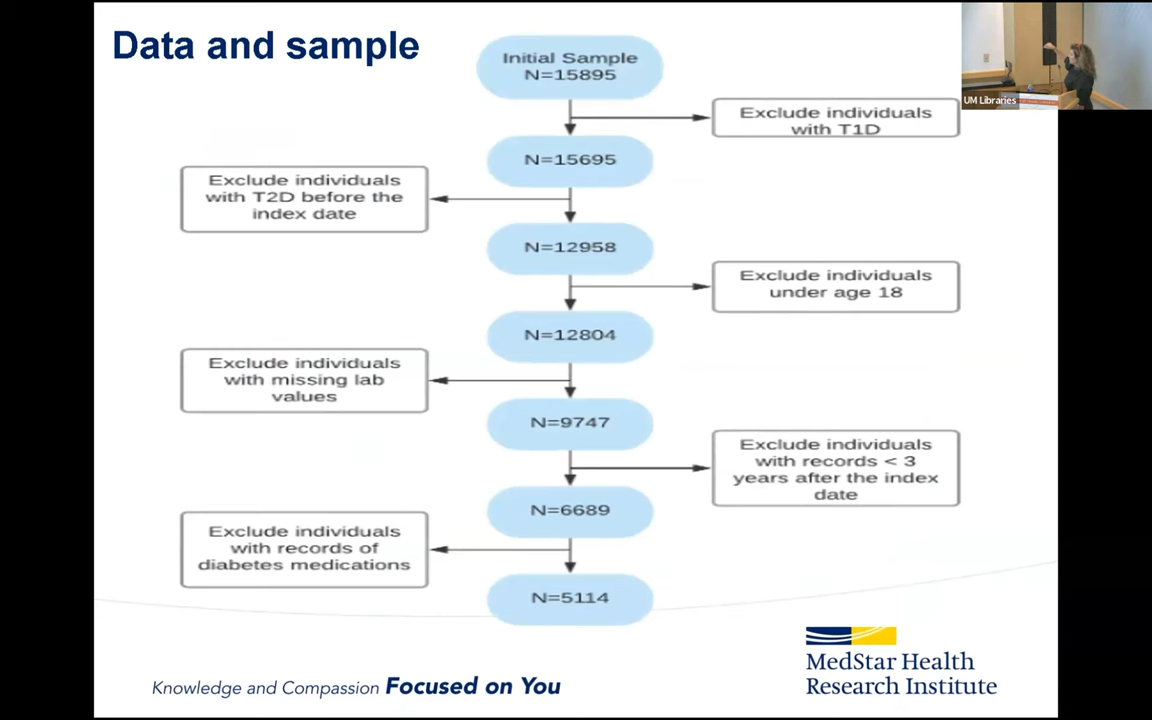 Data and sample
Initial Sample
N=15895
UM Libraries
Exclude individuals
with T1D
N=15695
Exclude individuals
with T2D before the
index date
N=12958
Exclude individuals
under age 18
N=12804
Exclude individuals
with missing lab
values
N=9747
Exclude individuals
with records < 3
years after the index
date
N=6689
Exclude individuals
with records of
diabetes medications
N=5114
MedStar Health
Research Institute
Knowledge and Compassion Focused on You